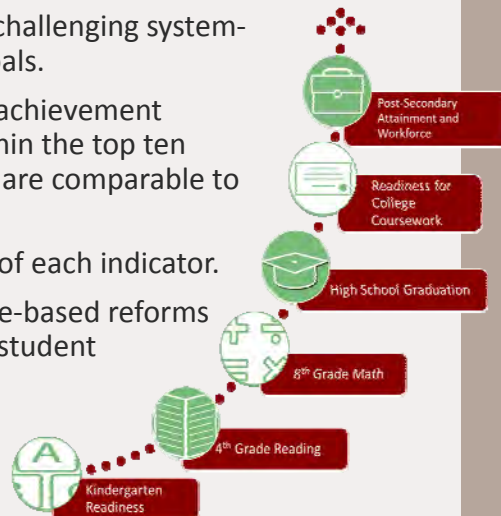 challenging system-
als.
achievement
hin the top ten
are comparable to
of each indicator.
e-based reforms
student
Post-Secondary
Attainment and
Workforce
Readiness for
College
Coursework
High School Graduation
8th Grade Math
4th Grade Reading
A
Kindergarten
Readiness